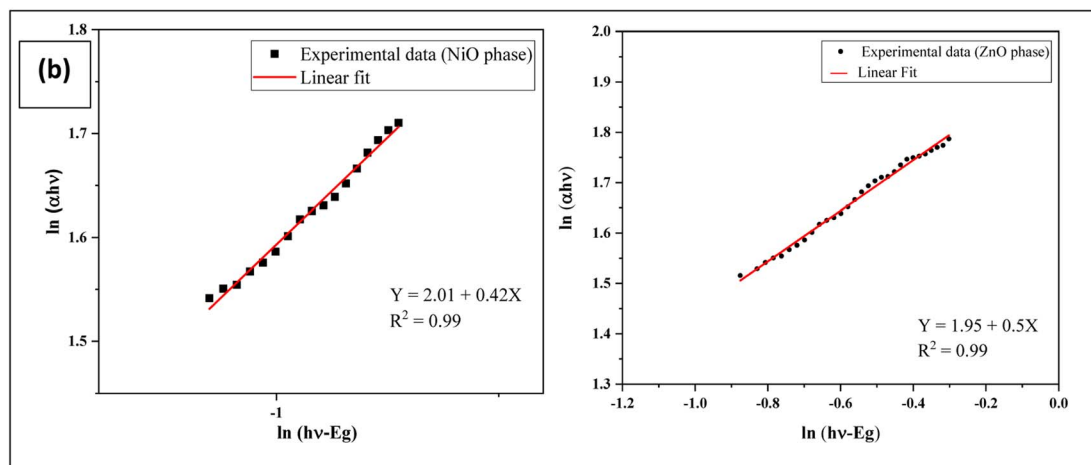 (b)
1.8
1.7
1.6
1.5
ln (αhν)
Experimental data (NiO phase)
Linear fit
Y = 2.01 + 0.42X
R² = 0.99
-1
ln (hν-Eg)
2.0
1.9
1.8
1.7
1.6
1.5
1.4
1.3
ln (αhν)
Experimental data (ZnO phase)
Linear Fit
Y = 1.95 + 0.5X
R² = 0.99
-1.2 -1.0 -0.8 -0.6 -0.4 -0.2 0.0
ln (hν-Eg)